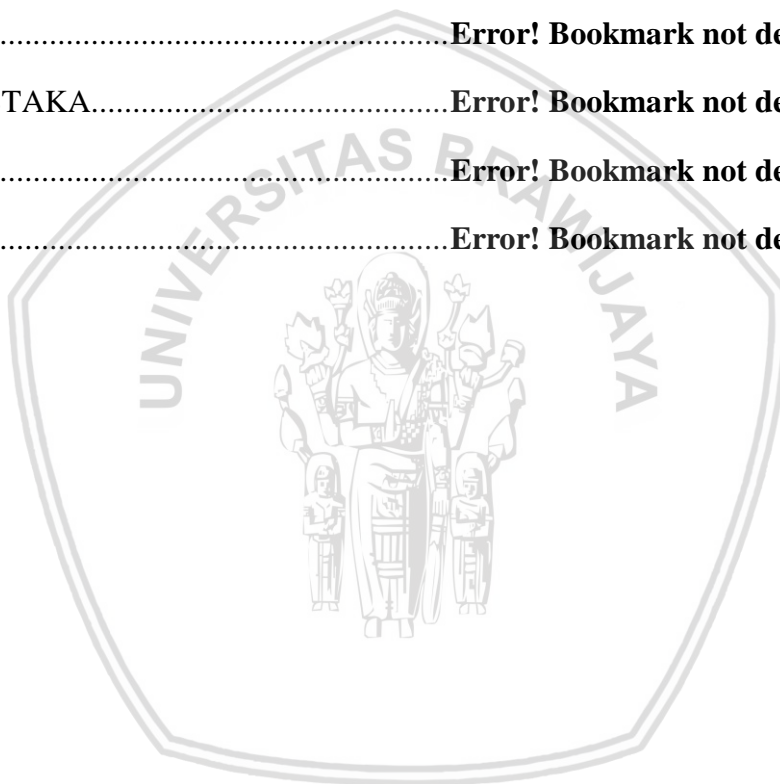 ..............................................Error! Bookmark not de
TAKA....................................Error! Bookmark not de
..............................................Error! Bookmark not de
..............................................Error! Bookmark not de
UNIVERSITAS BRAWIJAYA